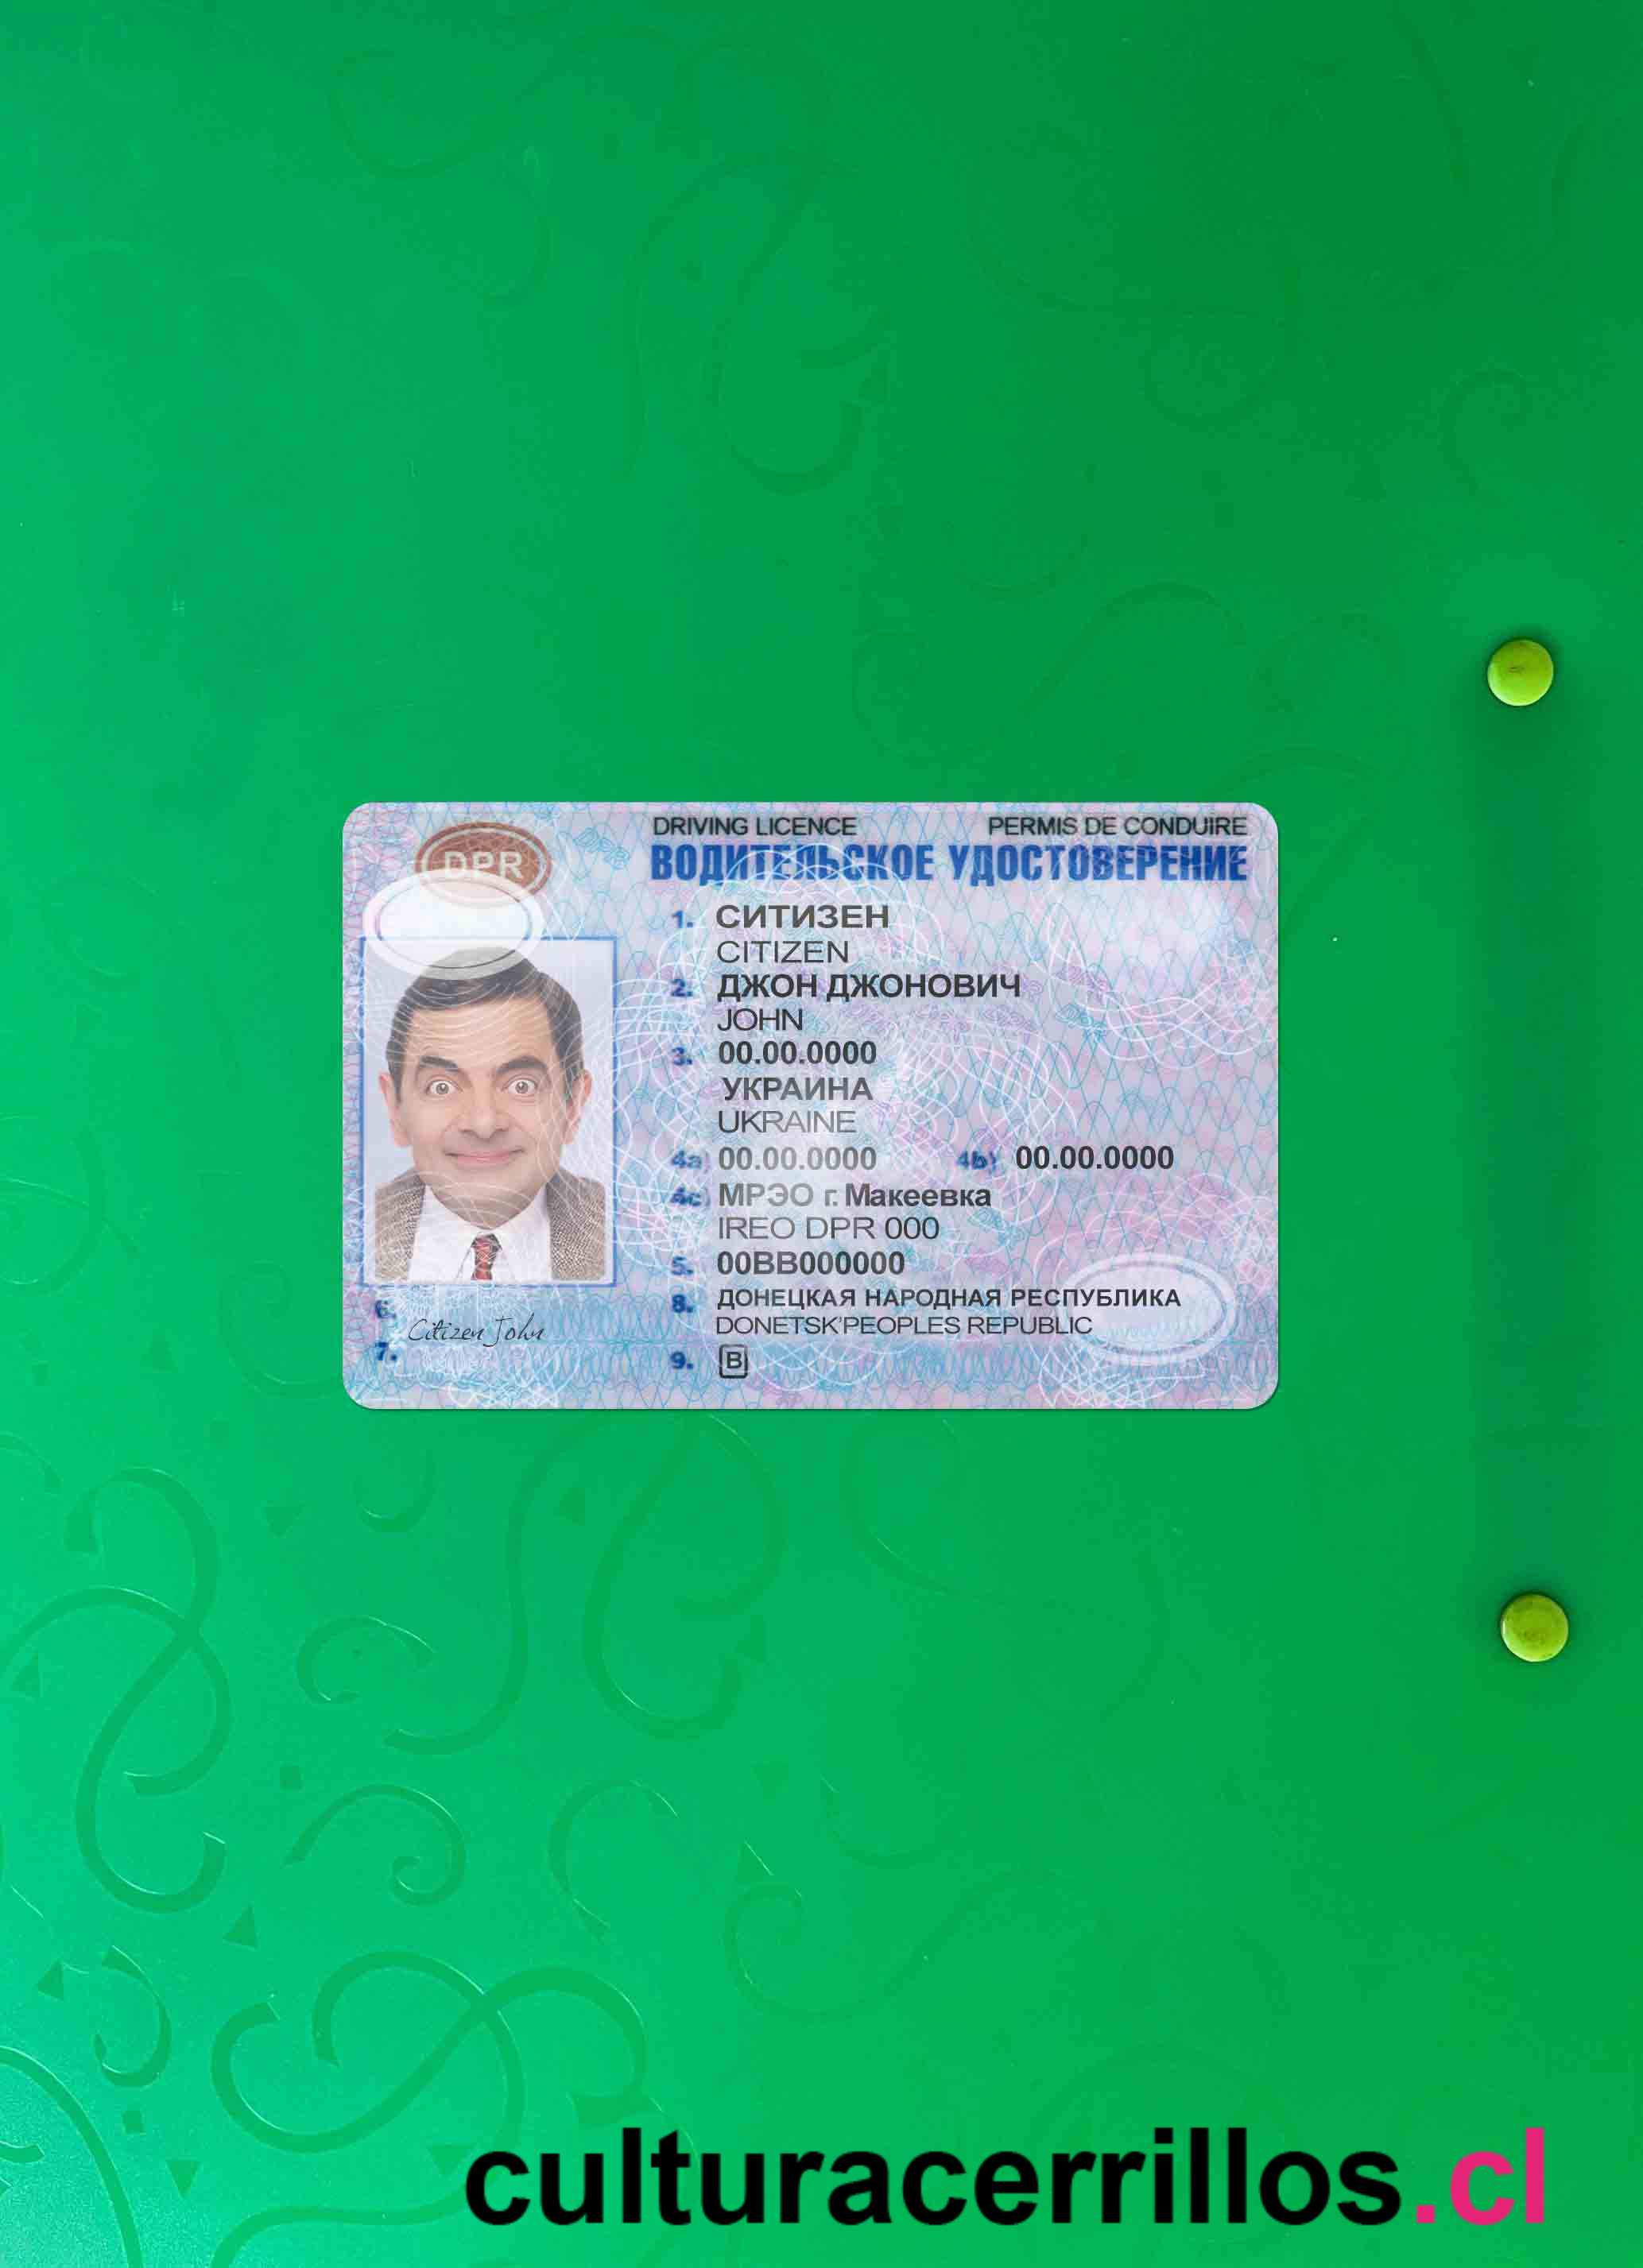 DPR
DRIVING LICENCE PERMIS DE CONDUIRE
ВОДИТЕЛЬСКОЕ УДОСТОВЕРЕНИЕ
1. СИТИЗЕН
CITIZEN
2. ДЖОН ДЖОНОВИЧ
JOHN
3. 00.00.0000
УКРАИНА
UKRAINE
4a) 00.00.0000 4b) 00.00.0000
4c) МРЭО г. Макеевка
IREO DPR 000
5. 00BB000000
8. ДОНЕЦКАЯ НАРОДНАЯ РЕСПУБЛИКА
DONETSK'PEOPLES REPUBLIC
6. Citizen John
7.
9. B
culturacerrillos.cl